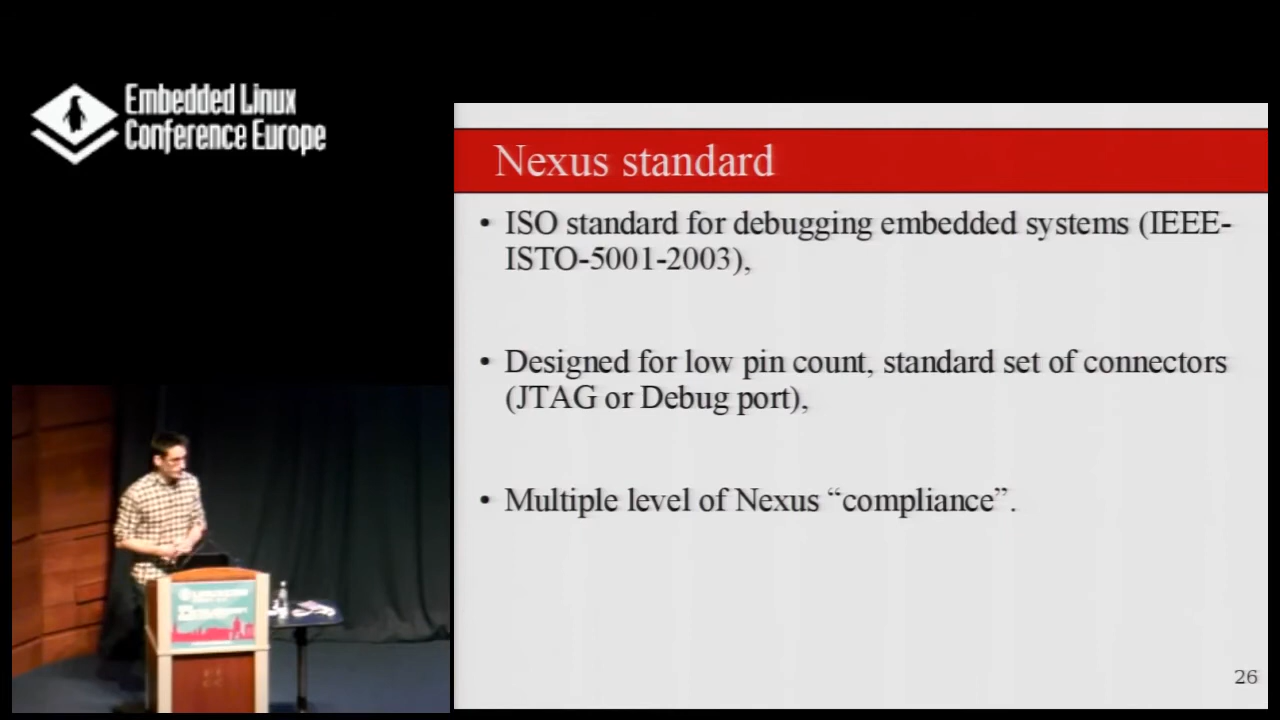 Embedded Linux
Conference Europe
Nexus standard
• ISO standard for debugging embedded systems (IEEE-
ISTO-5001-2003),
• Designed for low pin count, standard set of connectors
(JTAG or Debug port),
• Multiple level of Nexus “compliance”.
26